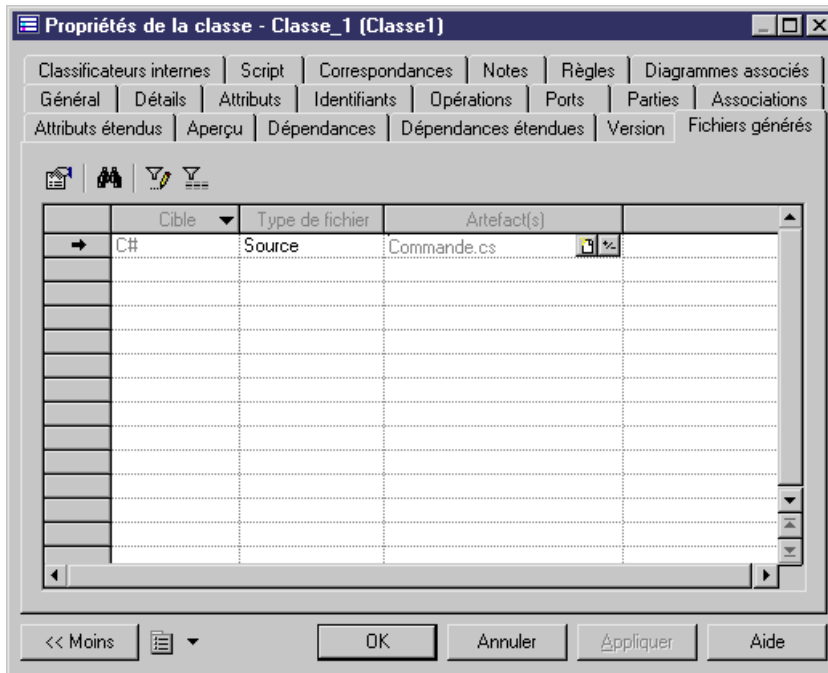 Propriétés de la classe - Classe_1 (Classe1)
Classificateurs internes Script Correspondances Notes Règles Diagrammes associés
Général Détails Attributs Identifiants Opérations Ports Parties Associations
Attributs étendus Aperçu Dépendances Dépendances étendues Version Fichiers générés
Cible Type de fichier Artefact(s)
C# Source Commande.cs
<< Moins OK Annuler Appliquer Aide